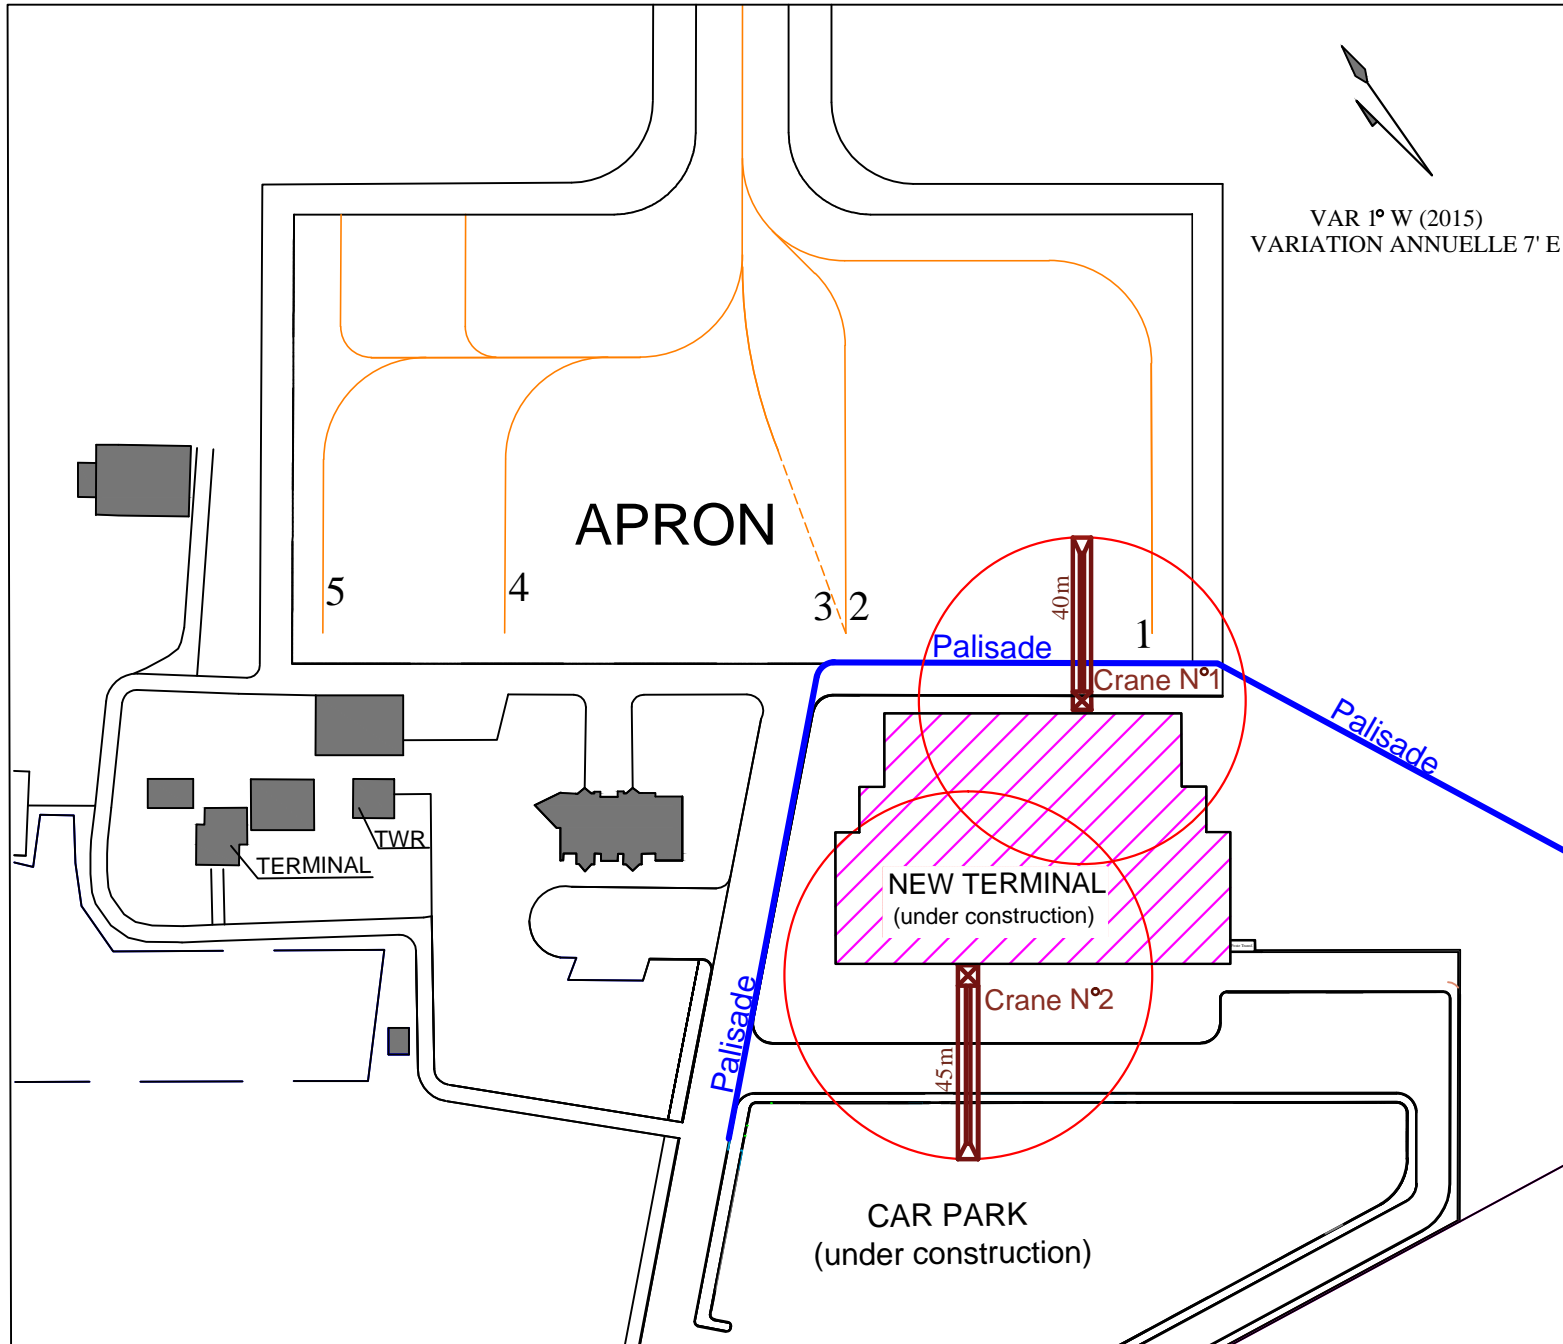 VAR 1° W (2015)
VARIATION ANNUELLE 7' E
APRON
5
4
3
2
1
40m
Palisade
Crane N°1
Palisade
TWR
TERMINAL
NEW TERMINAL
(under construction)
Palisade
Crane N°2
45m
CAR PARK
(under construction)